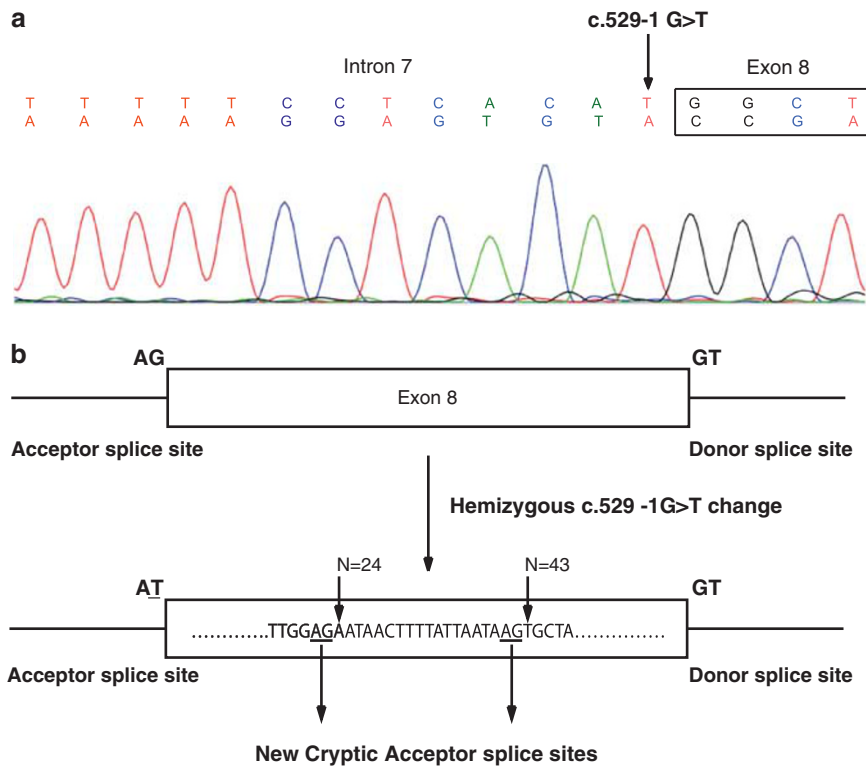 a
c.529-1 G>T
Intron 7
Exon 8
T T T T T C C T C A C A T G G C T
A A A A A G G A G T G T A C C G A
b
AG
GT
Exon 8
Acceptor splice site
Donor splice site
Hemizygous c.529 -1G>T change
N=24
N=43
AT
GT
.............TTGGAGAATAACTTTTATTAATAAGTGCTA...............
Acceptor splice site
Donor splice site
New Cryptic Acceptor splice sites